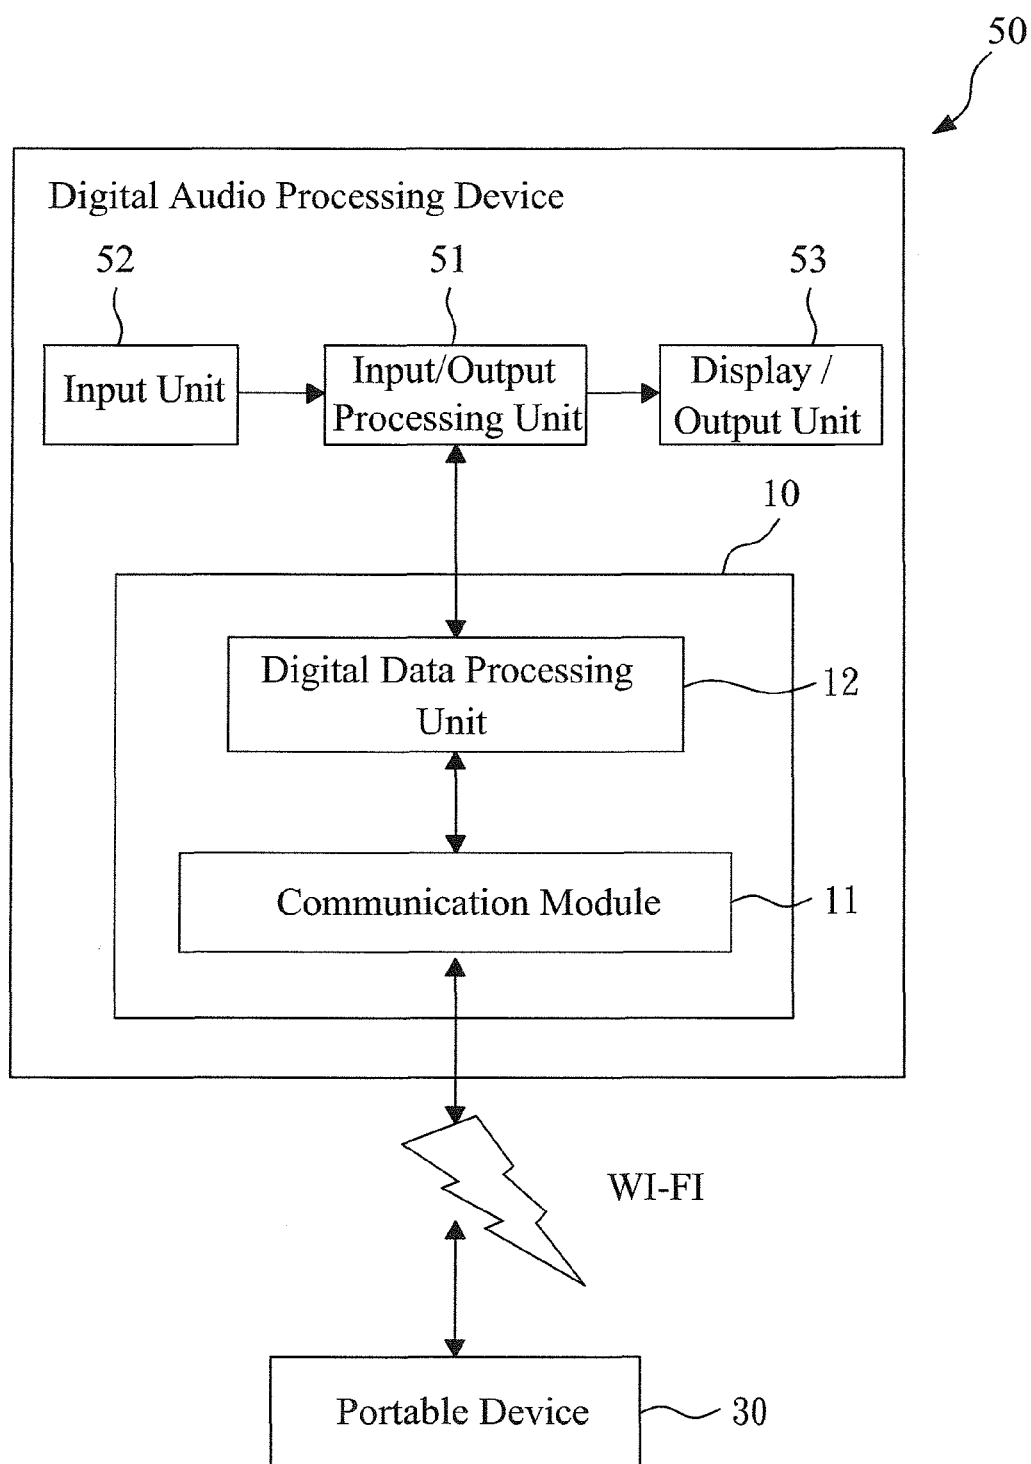 50
Digital Audio Processing Device
52
51
53
Input Unit
Input/Output
Processing Unit
Display /
Output Unit
10
Digital Data Processing
Unit
12
Communication Module
11
WI-FI
Portable Device
30